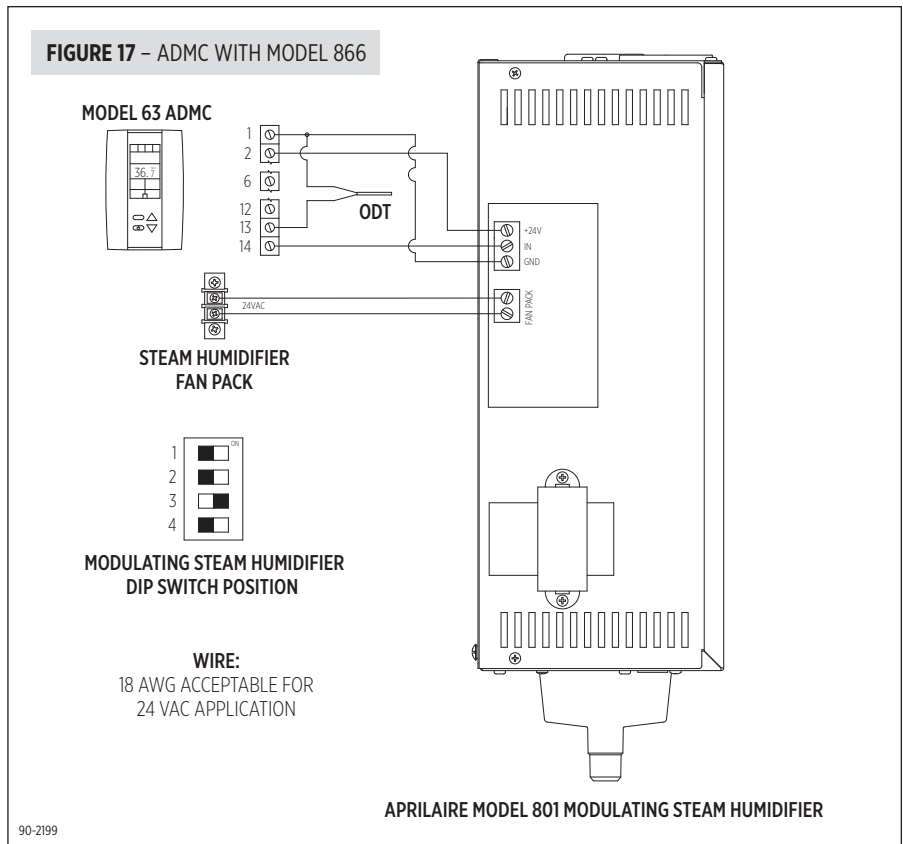 FIGURE 17 – ADMC WITH MODEL 866
MODEL 63 ADMC
36.7
1
2
6
12
13
14
ODT
+24V
IN
GND
FAN PACK
24VAC
STEAM HUMIDIFIER
FAN PACK
ON
1
2
3
4
MODULATING STEAM HUMIDIFIER
DIP SWITCH POSITION
WIRE:
18 AWG ACCEPTABLE FOR
24 VAC APPLICATION
APRILAIRE MODEL 801 MODULATING STEAM HUMIDIFIER
90-2199